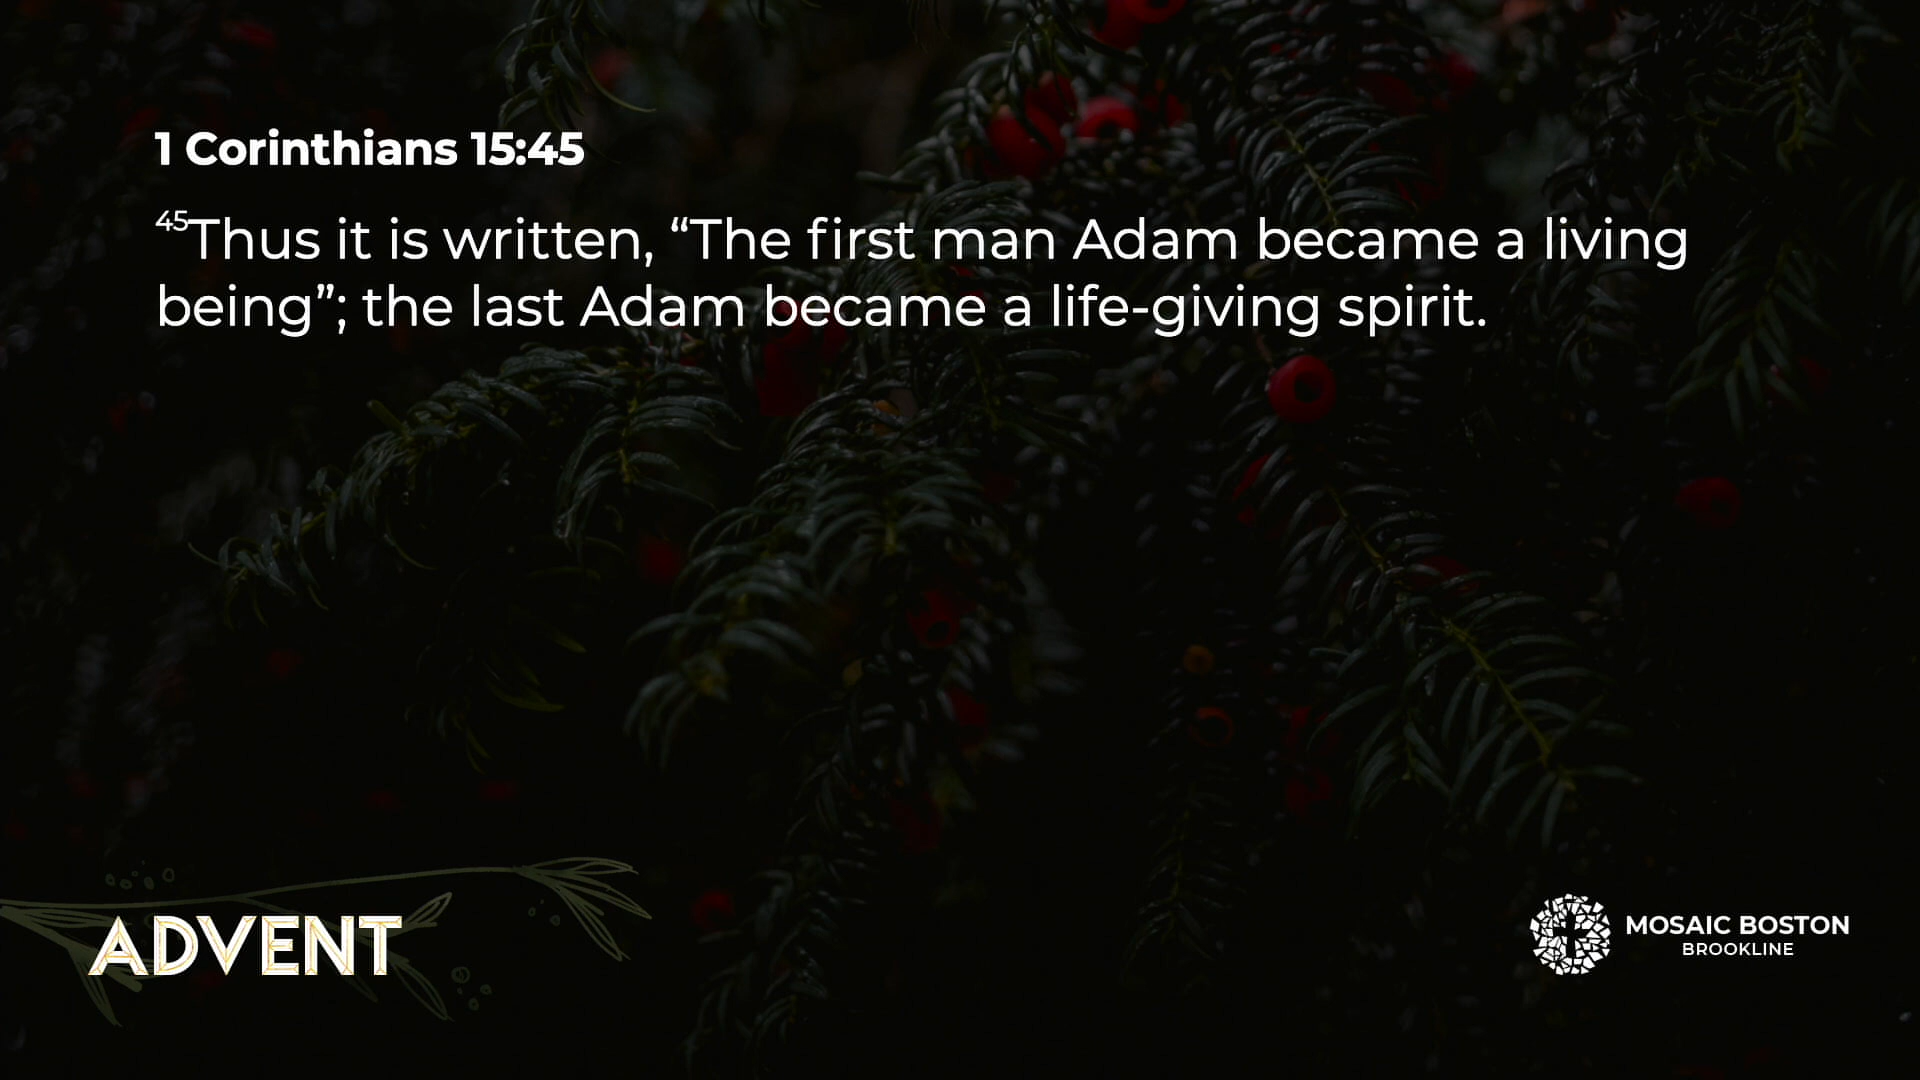 1 Corinthians 15:45
45Thus it is written, “The first man Adam became a living
being”; the last Adam became a life-giving spirit.
ADVENT
MOSAIC BOSTON
BROOKLINE